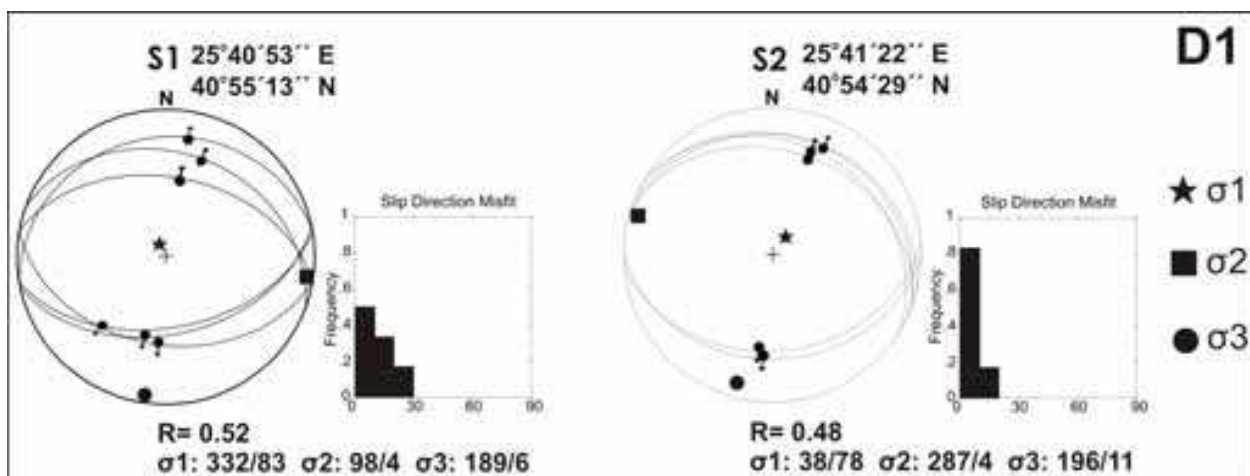 S1 25°40´53´´ E
40°55´13´´ N
N
Slip Direction Misfit
1
.8
.6
.4
.2
0
Frequency
0 30 60 90
R= 0.52
σ1: 332/83 σ2: 98/4 σ3: 189/6
S2 25°41´22´´ E
40°54´29´´ N
N
Slip Direction Misfit
1
.8
.6
.4
.2
0
Frequency
0 30 60 90
R= 0.48
σ1: 38/78 σ2: 287/4 σ3: 196/11
D1
σ1
σ2
σ3